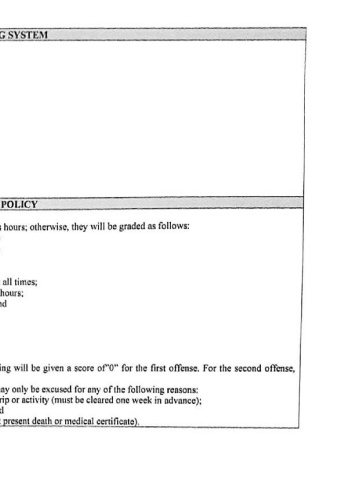 G SYSTEM
POLICY
hours; otherwise, they will be graded as follows:
all times;
hours;
nd
ing will be given a score of"0" for the first offense. For the second offense,
ay only be excused for any of the following reasons:
rip or activity (must be cleared one week in advance);
d
present death or medical certificate).